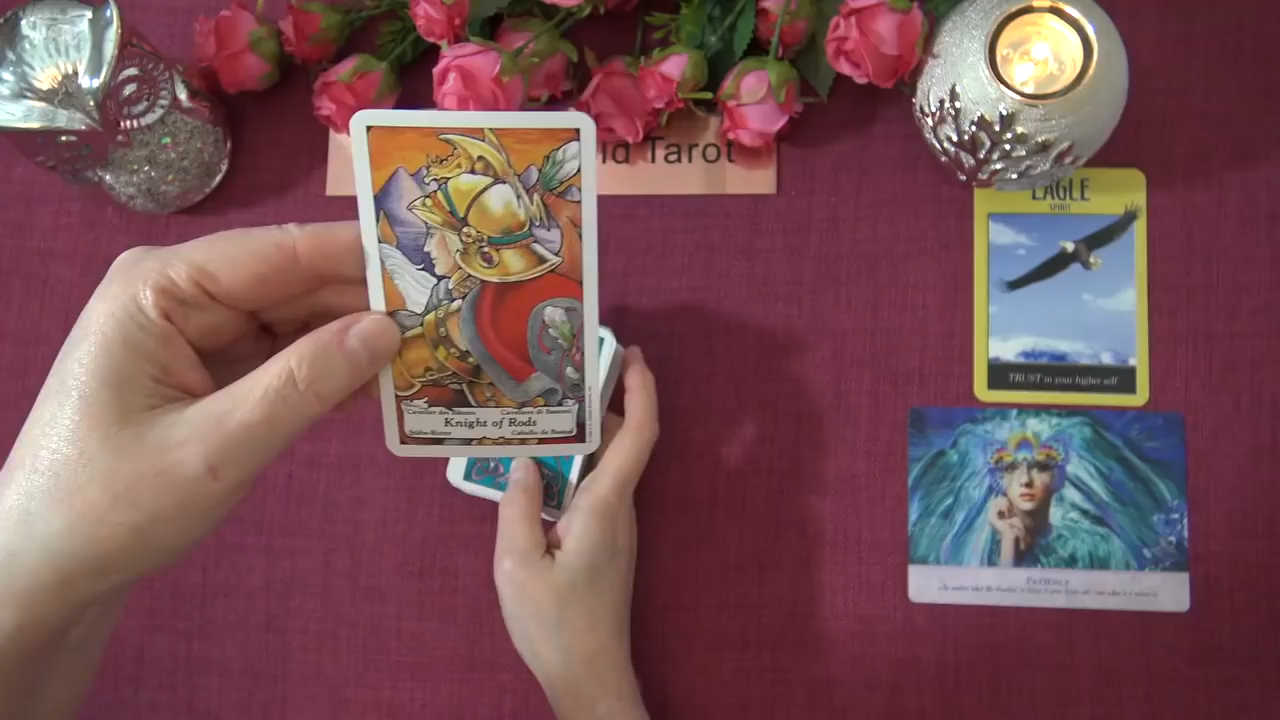 id Tarot
EAGLE
SPIRIT
TRUST in your higher self
Cavalier des Bâtons Cavaliere di Bastoni
Knight of Rods
Stäbe-Ritter Caballo de Bastos
PATIENCE